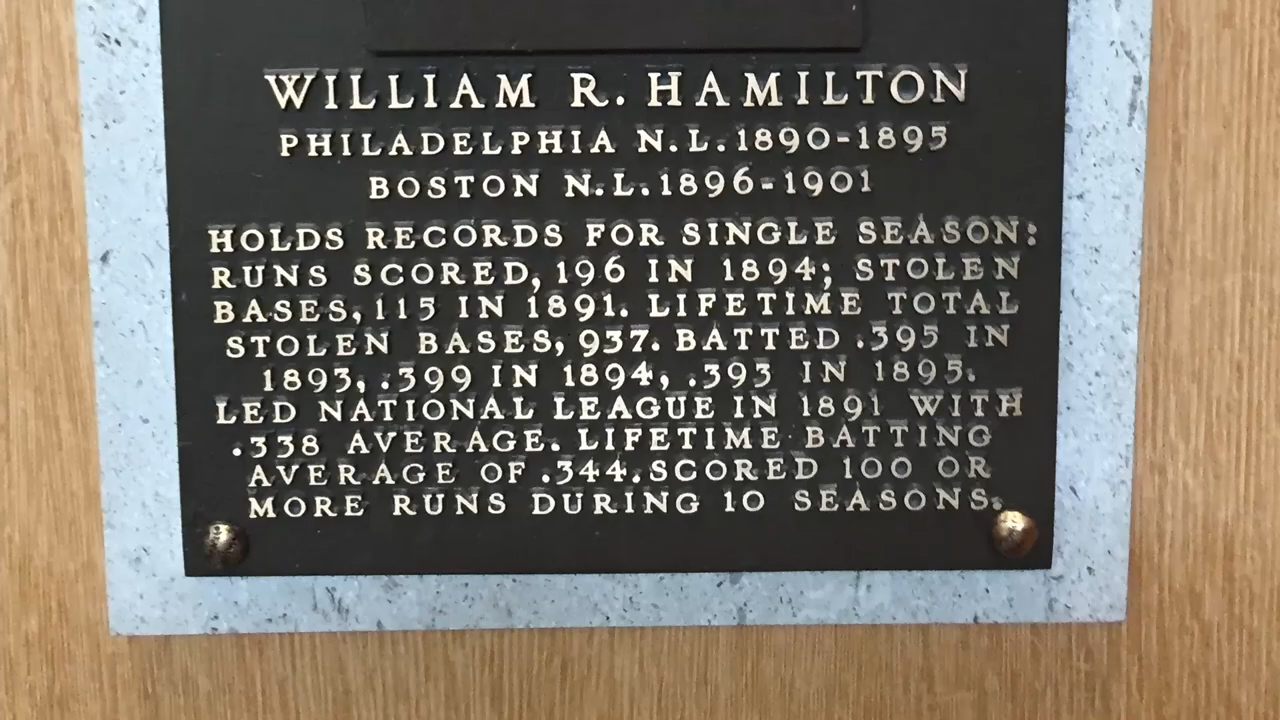 WILLIAM R. HAMILTON
PHILADELPHIA N.L. 1890-1895
BOSTON N.L. 1896-1901
HOLDS RECORDS FOR SINGLE SEASON:
RUNS SCORED, 196 IN 1894; STOLEN
BASES, 115 IN 1891. LIFETIME TOTAL
STOLEN BASES, 937. BATTED .395 IN
1893, .399 IN 1894, .393 IN 1895.
LED NATIONAL LEAGUE IN 1891 WITH
.338 AVERAGE. LIFETIME BATTING
AVERAGE OF .344. SCORED 100 OR
MORE RUNS DURING 10 SEASONS.